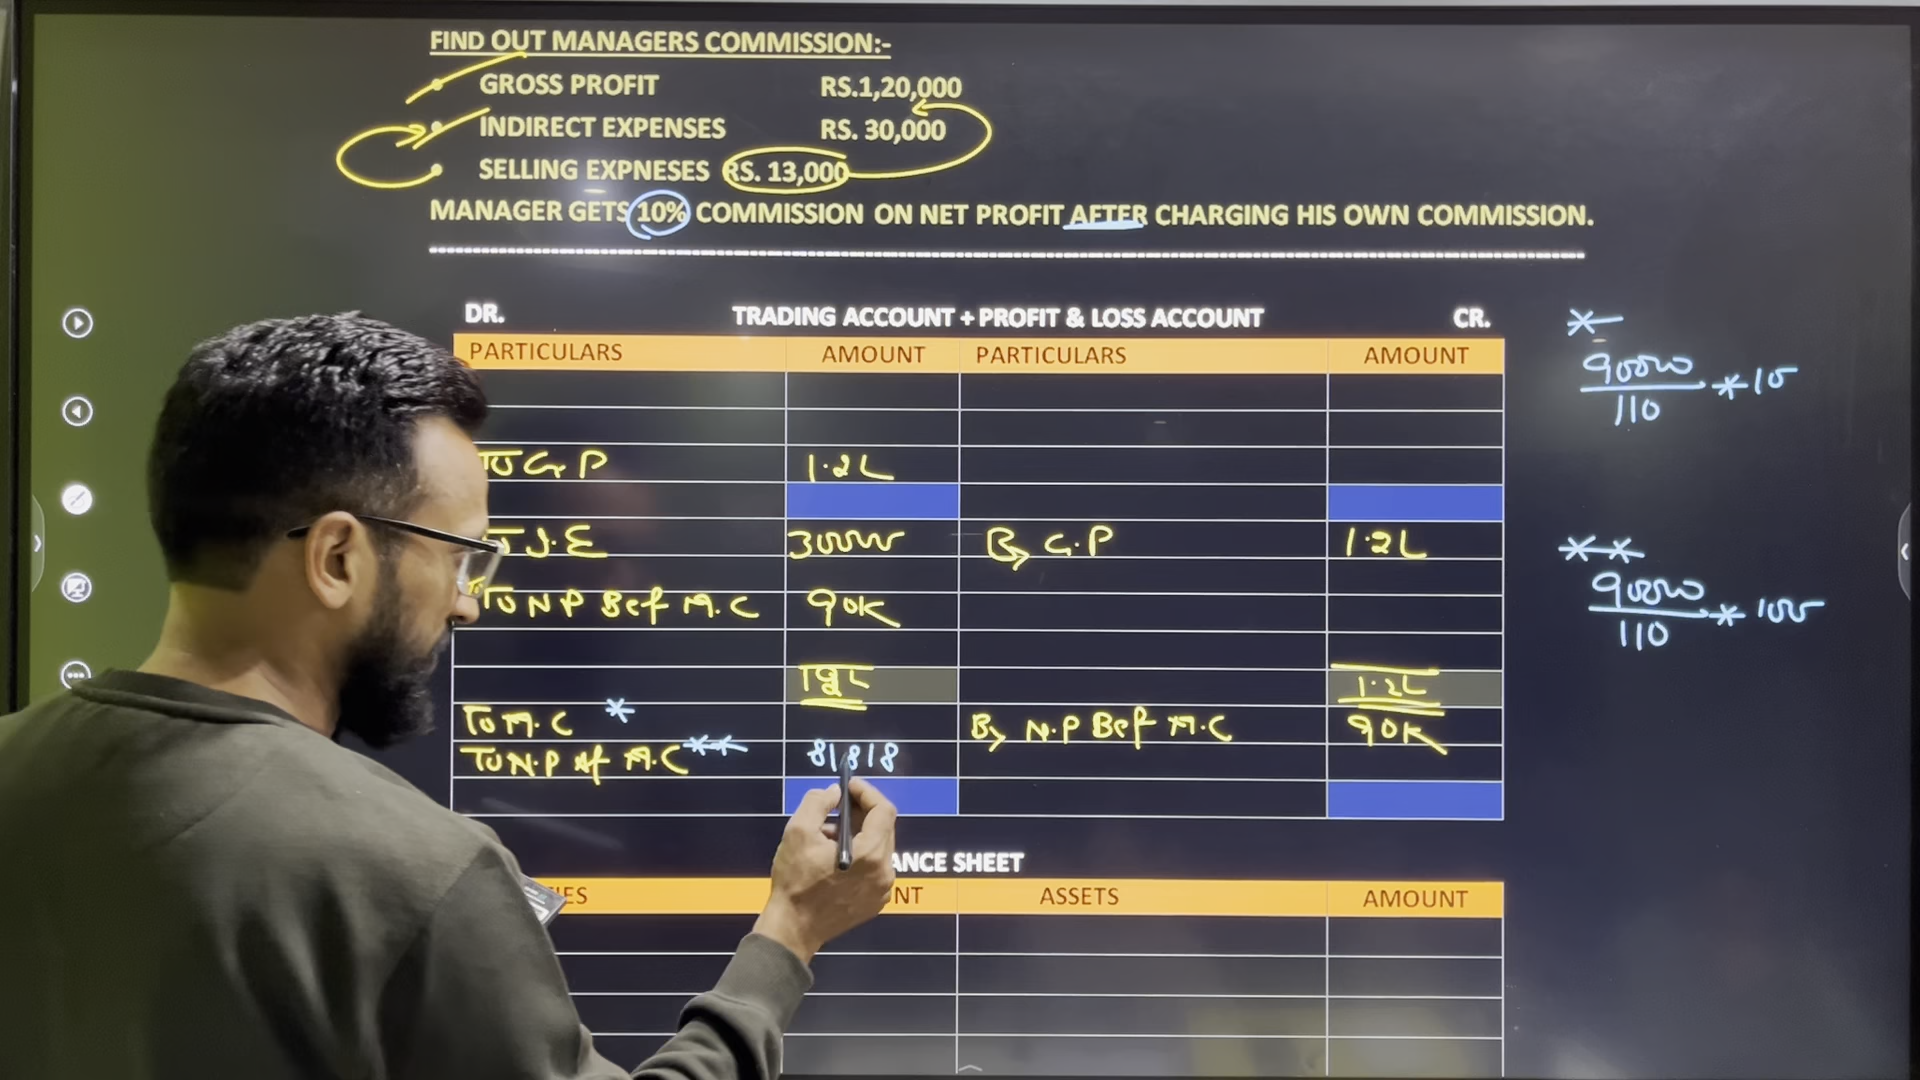 FIND OUT MANAGERS COMMISSION:-
GROSS PROFIT RS.1,20,000
INDIRECT EXPENSES RS. 30,000
SELLING EXPNESES RS. 13,000
MANAGER GETS 10% COMMISSION ON NET PROFIT AFTER CHARGING HIS OWN COMMISSION.
DR. TRADING ACCOUNT + PROFIT & LOSS ACCOUNT CR.
PARTICULARS AMOUNT PARTICULARS AMOUNT
*
90000
110 * 10
To G P 1.2L
To I.E 30000 By G.P 1.2L
**
90000
110 * 100
To N P Bef M.C 90K
1.2L
To M.C * By N.P Bef M.C 90K
To N.P Af M.C ** 81818
ANCE SHEET
IES NT ASSETS AMOUNT